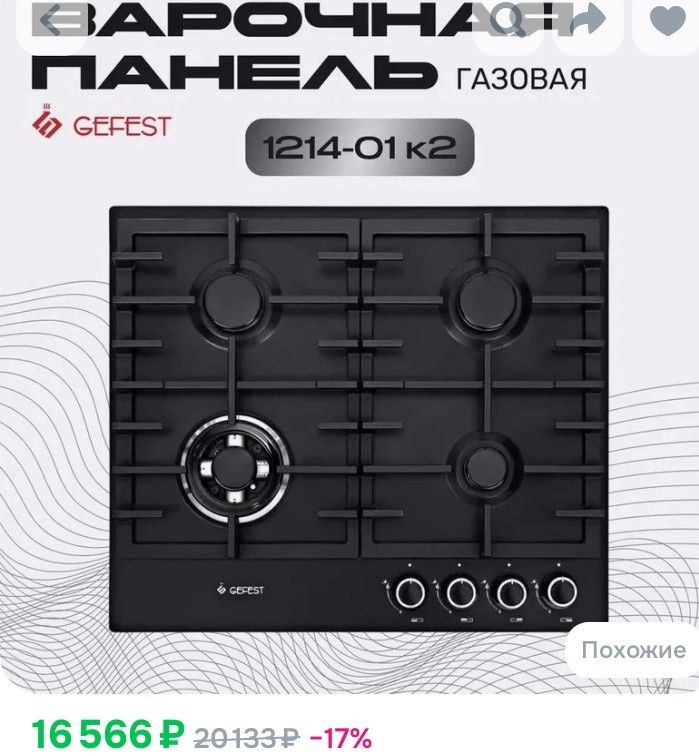 ВАРОЧНАЯ
ПАНЕЛЬ ГАЗОВАЯ
GEFEST
1214-01 к2
GEFEST
Похожие
16 566 ₽ 20 133 ₽ −17%